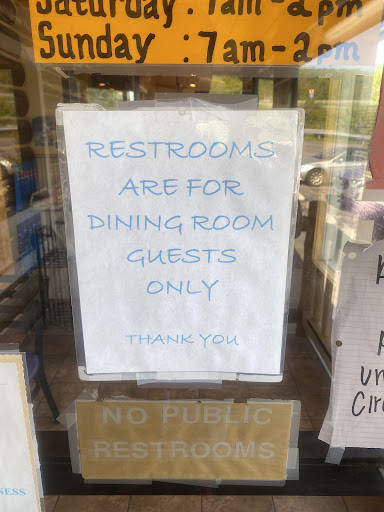 Saturday : 7am-2pm
Sunday : 7am-2pm
RESTROOMS
ARE FOR
DINING ROOM
GUESTS
ONLY
THANK YOU
NO PUBLIC
RESTROOMS